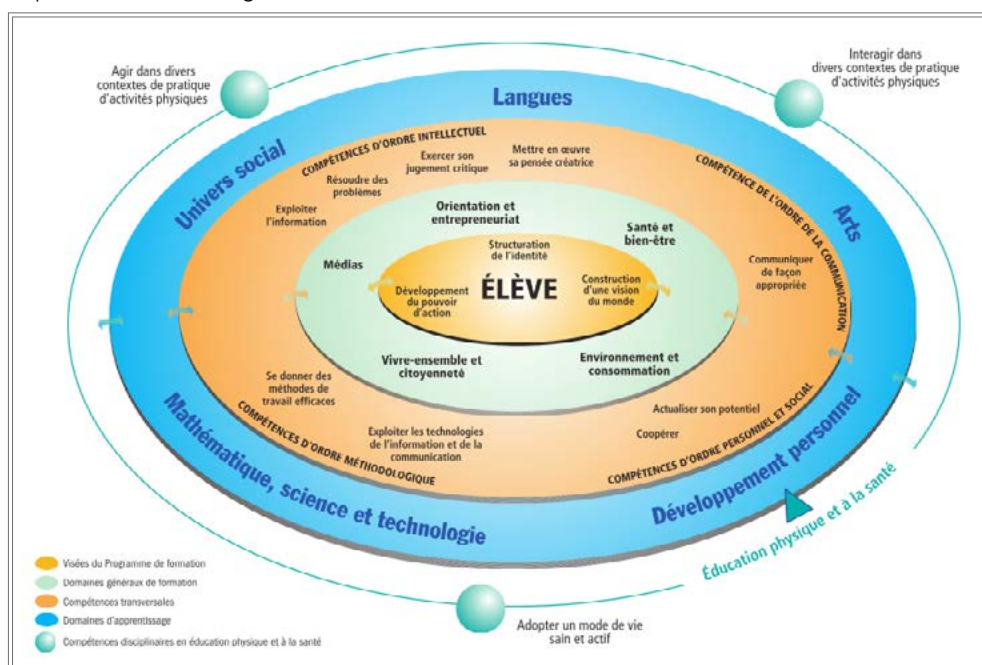 Agir dans divers
contextes de pratique
d'activités physiques
Interagir dans
divers contextes de pratique
d'activités physiques
Langues
Univers social
Arts
COMPÉTENCES D'ORDRE INTELLECTUEL
COMPÉTENCE DE L'ORDRE DE LA COMMUNICATION
Mettre en œuvre
sa pensée créatrice
Exercer son
jugement critique
Résoudre des
problèmes
Exploiter
l'information
Communiquer
de façon
appropriée
Orientation et
entrepreneuriat
Santé et
bien-être
Médias
Structuration
de l'identité
ÉLÈVE
Développement
du pouvoir
d'action
Construction
d'une vision
du monde
Vivre-ensemble et
citoyenneté
Environnement et
consommation
Se donner des
méthodes de
travail efficaces
Exploiter les technologies
de l'information et de la
communication
Actualiser son potentiel
Coopérer
COMPÉTENCES D'ORDRE MÉTHODOLOGIQUE
COMPÉTENCES D'ORDRE PERSONNEL ET SOCIAL
Mathématique, science et technologie
Développement personnel
Éducation physique et à la santé
Adopter un mode de vie
sain et actif
Visées du Programme de formation
Domaines généraux de formation
Compétences transversales
Domaines d'apprentissage
Compétences disciplinaires en éducation physique et à la santé